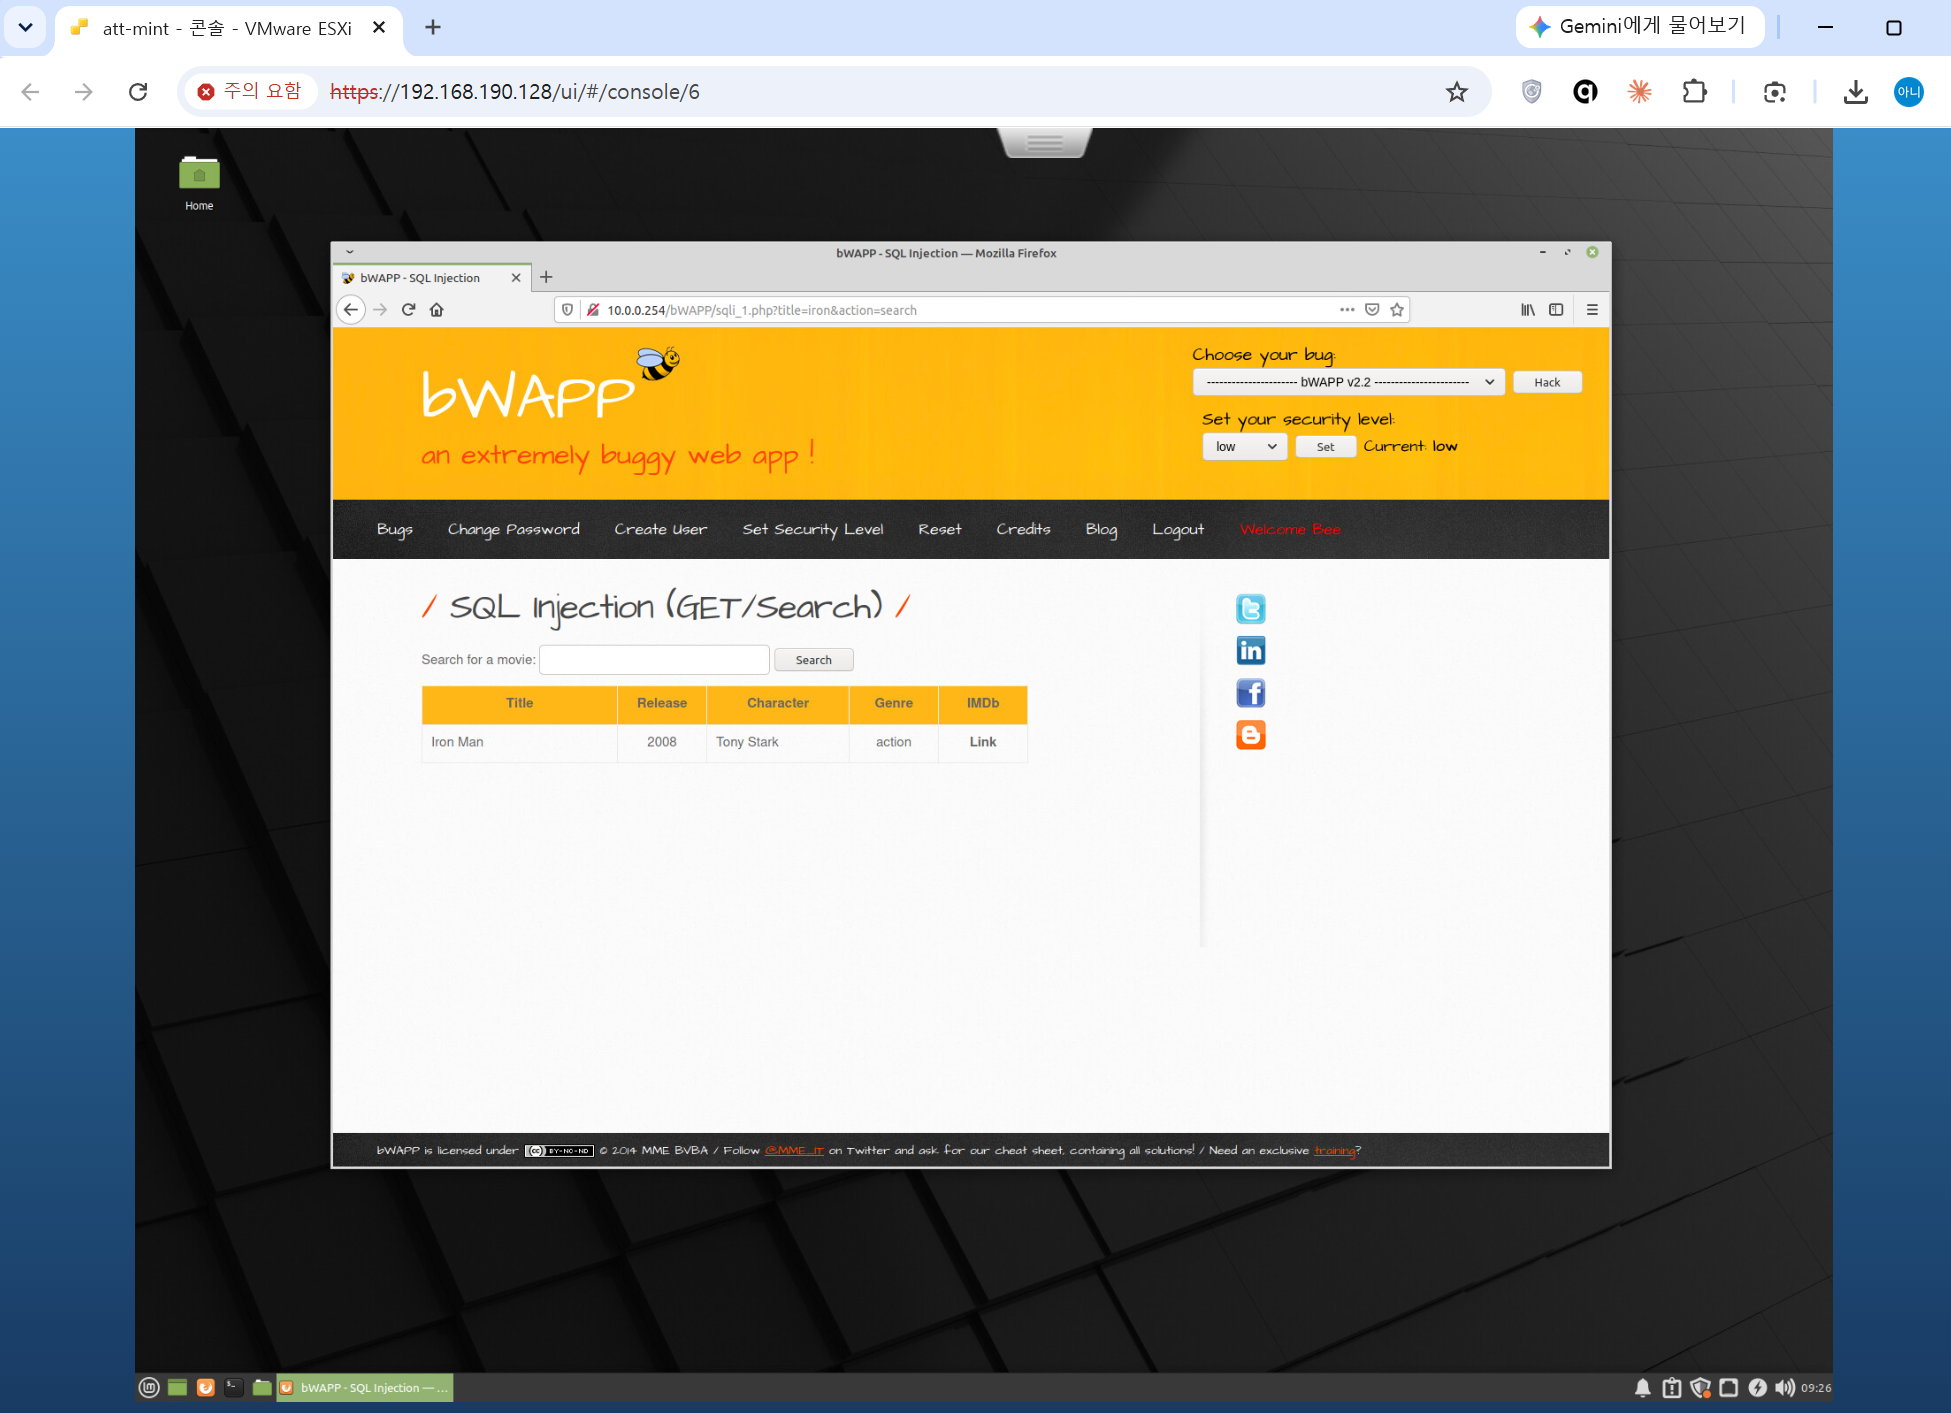 att-mint - 콘솔 - VMware ESXi
Gemini에게 물어보기
주의 요함
https://192.168.190.128/ui/#/console/6
아니
Home
bWAPP - SQL Injection — Mozilla Firefox
bWAPP - SQL Injection
10.0.0.254/bWAPP/sqli_1.php?title=iron&action=search
bWAPP
an extremely buggy web app !
Choose your bug:
---------------------- bWAPP v2.2 -----------------------
Hack
Set your security level:
low
Set
Current: low
Bugs
Change Password
Create User
Set Security Level
Reset
Credits
Blog
Logout
Welcome Bee
/ SQL Injection (GET/Search) /
Search for a movie:
Search
Title Release Character Genre IMDb
Iron Man 2008 Tony Stark action Link
bWAPP is licensed under (cc) BY-NC-ND © 2014 MME BVBA / Follow @MME_IT on Twitter and ask for our cheat sheet, containing all solutions! / Need an exclusive training?
bWAPP - SQL Injection — ...
09:26